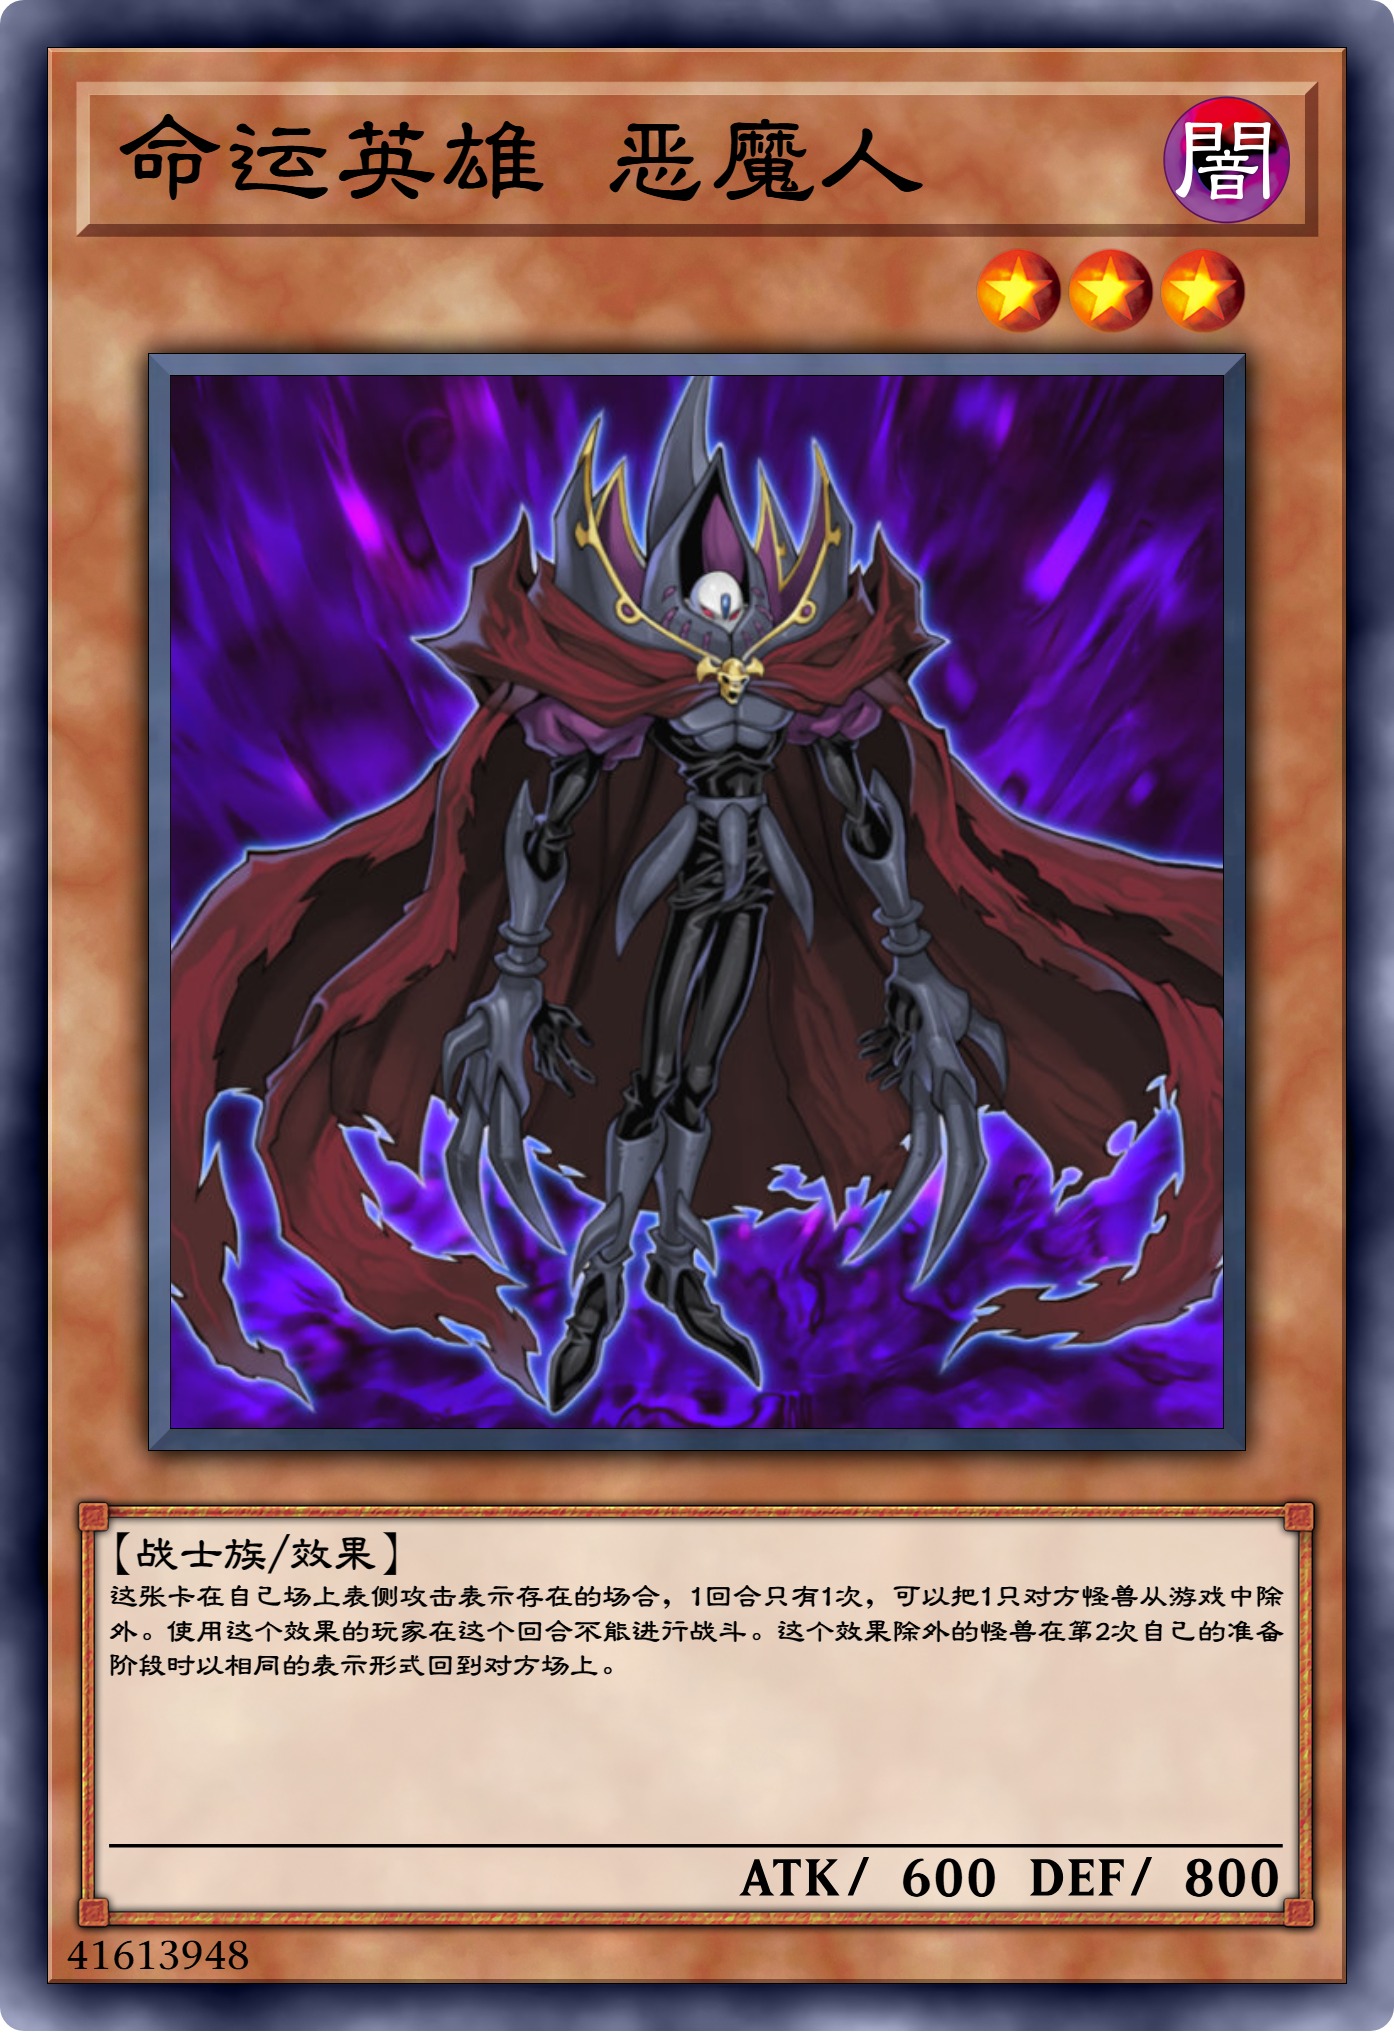 命运英雄 恶魔人
闇
【战士族/效果】
这张卡在自己场上表侧攻击表示存在的场合，1回合只有1次，可以把1只对方怪兽从游戏中除
外。使用这个效果的玩家在这个回合不能进行战斗。这个效果除外的怪兽在第2次自己的准备
阶段时以相同的表示形式回到对方场上。
ATK/ 600 DEF/ 800
41613948